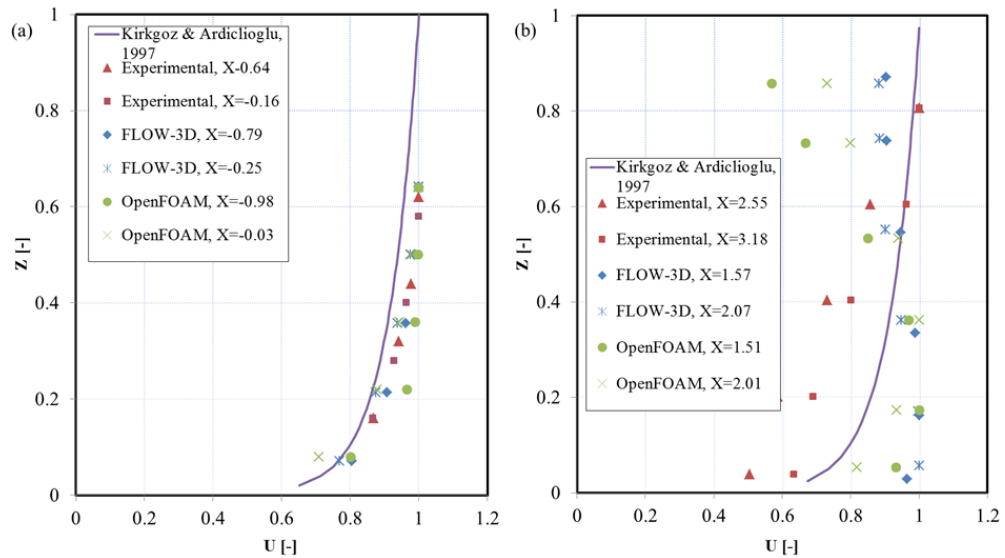 (a)
1
0.8
0.6
0.4
0.2
0
Z [-]
Kirkgoz & Ardiclioglu,
1997
Experimental, X-0.64
Experimental, X=-0.16
FLOW-3D, X=-0.79
FLOW-3D, X=-0.25
OpenFOAM, X=-0.98
OpenFOAM, X=-0.03
0 0.2 0.4 0.6 0.8 1 1.2
U [-]
(b)
1
0.8
0.6
0.4
0.2
0
Z [-]
Kirkgoz & Ardiclioglu,
1997
Experimental, X=2.55
Experimental, X=3.18
FLOW-3D, X=1.57
FLOW-3D, X=2.07
OpenFOAM, X=1.51
OpenFOAM, X=2.01
0 0.2 0.4 0.6 0.8 1 1.2
U [-]